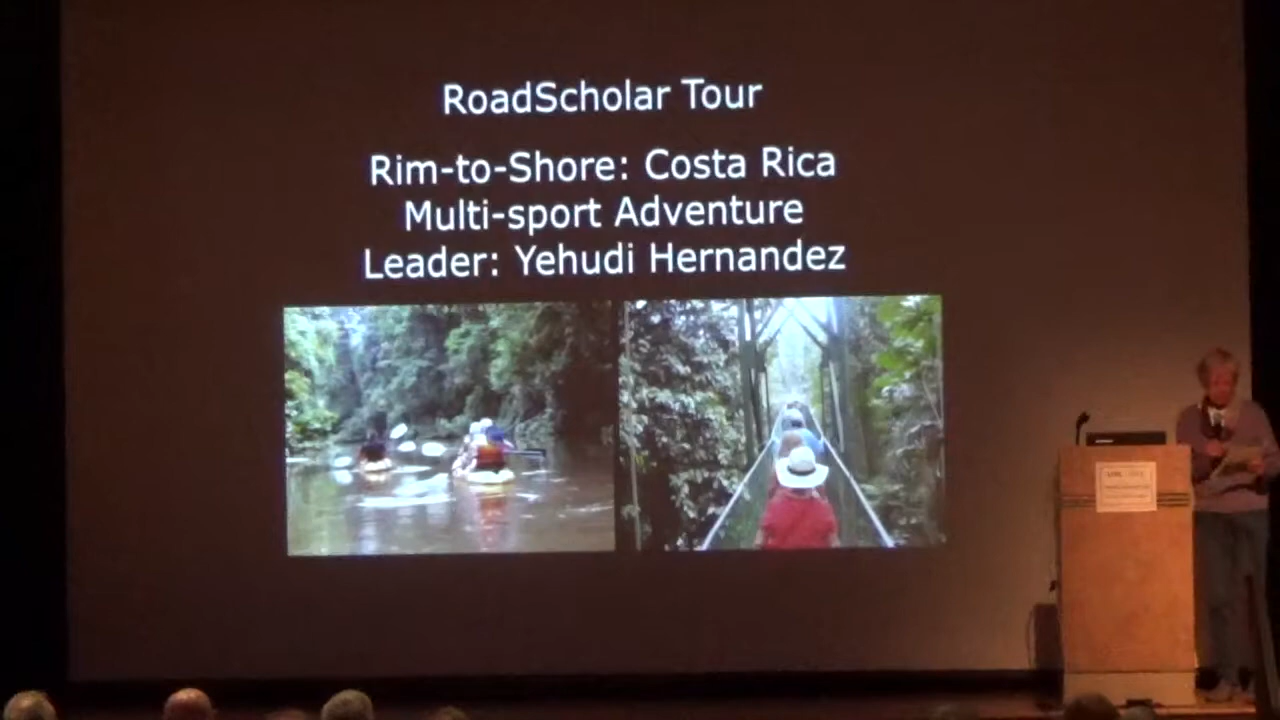 RoadScholar Tour
Rim-to-Shore: Costa Rica
Multi-sport Adventure
Leader: Yehudi Hernandez